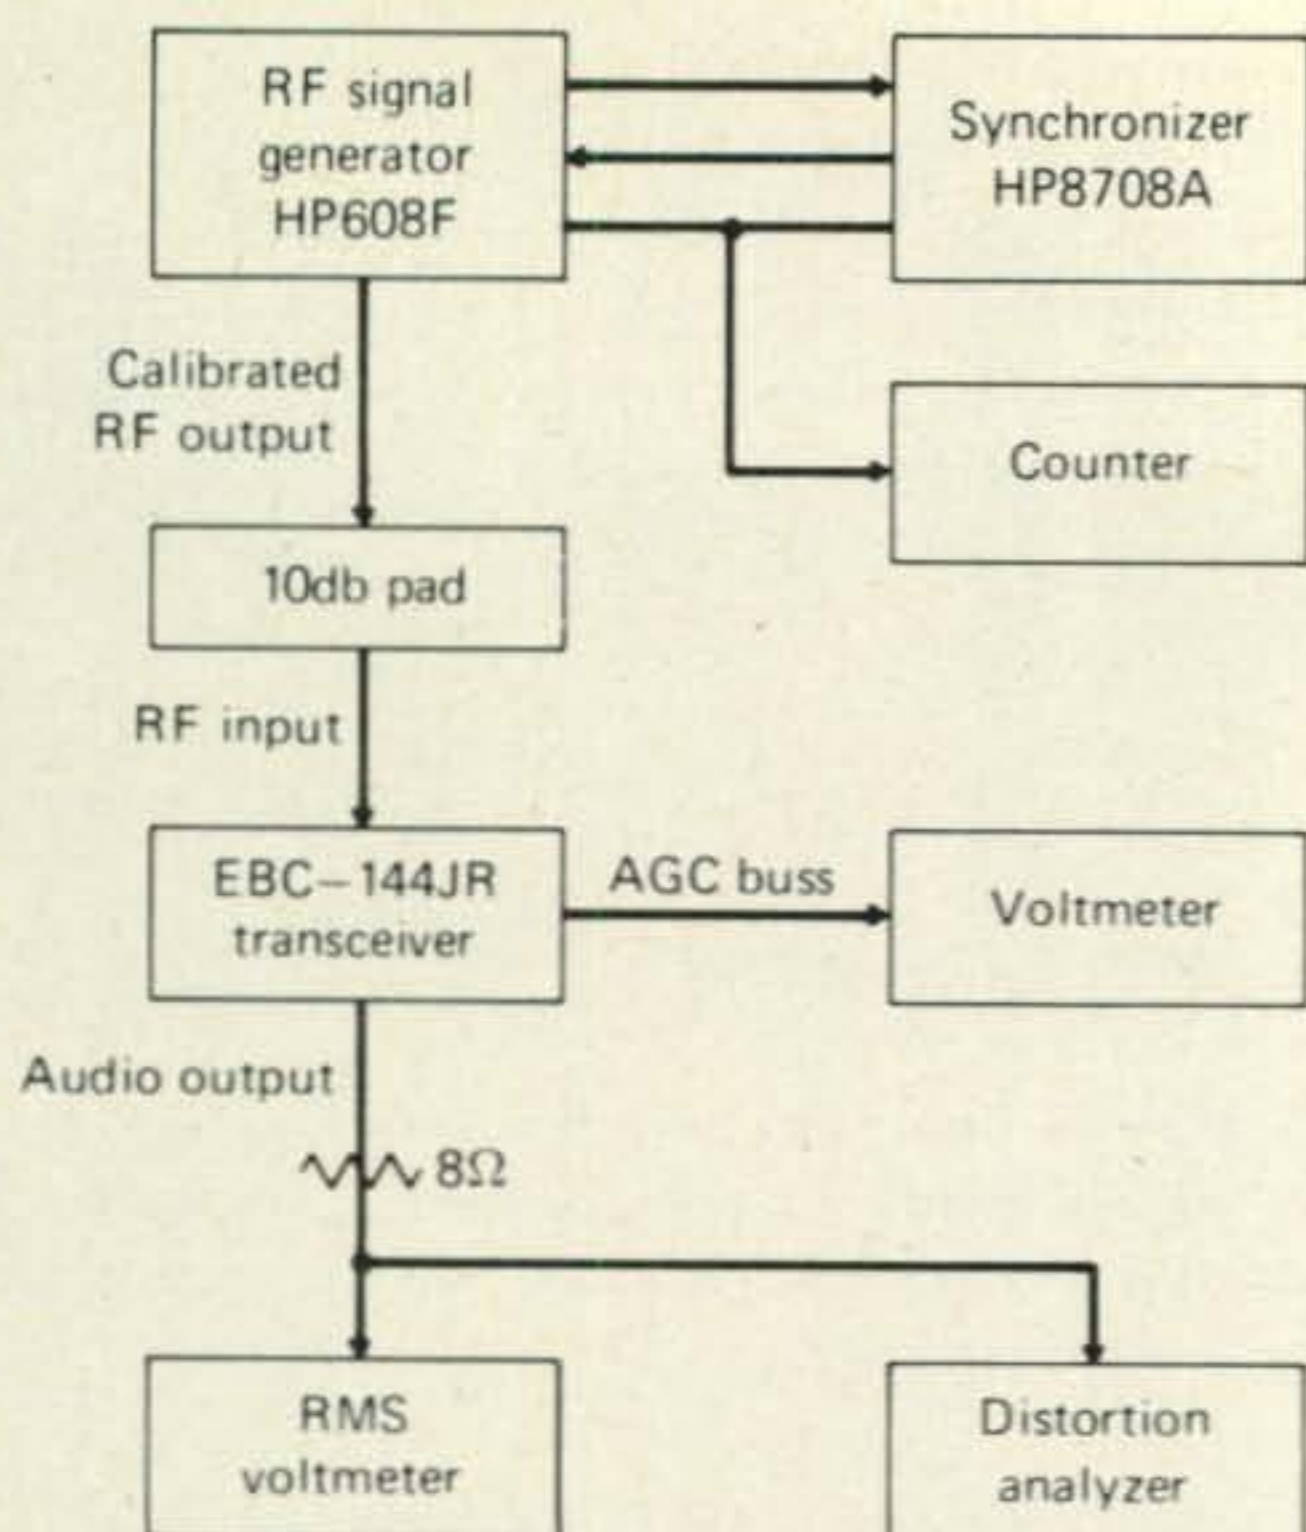 RF signal
generator
HP608F
Synchronizer
HP8708A
Calibrated
RF output
Counter
10db pad
RF input
EBC-144JR
transceiver
AGC buss
Voltmeter
Audio output
8Ω
RMS
voltmeter
Distortion
analyzer